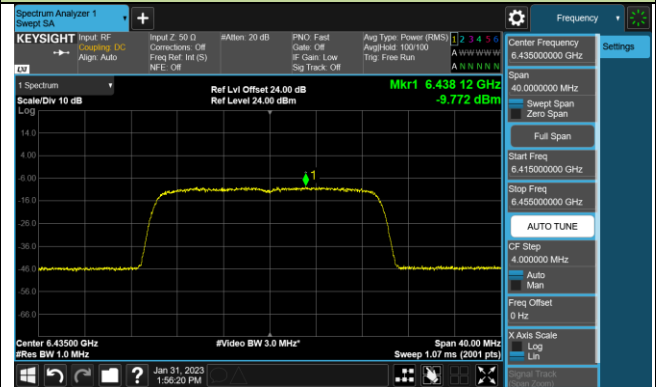 Spectrum Analyzer 1
Swept SA
Frequency
KEYSIGHT
Input: RF
Coupling: DC
Align: Auto
Input Z: 50 Ω
Corrections: Off
Freq Ref: Int (S)
NFE: Off
#Atten: 20 dB
PNO: Fast
Gate: Off
IF Gain: Low
Sig Track: Off
Avg Type: Power (RMS)
Avg|Hold: 100/100
Trig: Free Run
1 2 3 4 5 6
A W W W W W
A N N N N N
LXI
1 Spectrum
Scale/Div 10 dB
Log
Ref Lvl Offset 24.00 dB
Ref Level 24.00 dBm
Mkr1 6.438 12 GHz
-9.772 dBm
14.0
4.00
-6.00
-16.0
-26.0
-36.0
-46.0
-56.0
-66.0
1
Center 6.43500 GHz
#Res BW 1.0 MHz
#Video BW 3.0 MHz*
Span 40.00 MHz
Sweep 1.07 ms (2001 pts)
Center Frequency
6.435000000 GHz
Span
40.0000000 MHz
Swept Span
Zero Span
Full Span
Start Freq
6.415000000 GHz
Stop Freq
6.455000000 GHz
AUTO TUNE
CF Step
4.000000 MHz
Auto
Man
Freq Offset
0 Hz
X Axis Scale
Log
Lin
Signal Track
(Span Zoom)
Settings
Jan 31, 2023
1:56:20 PM